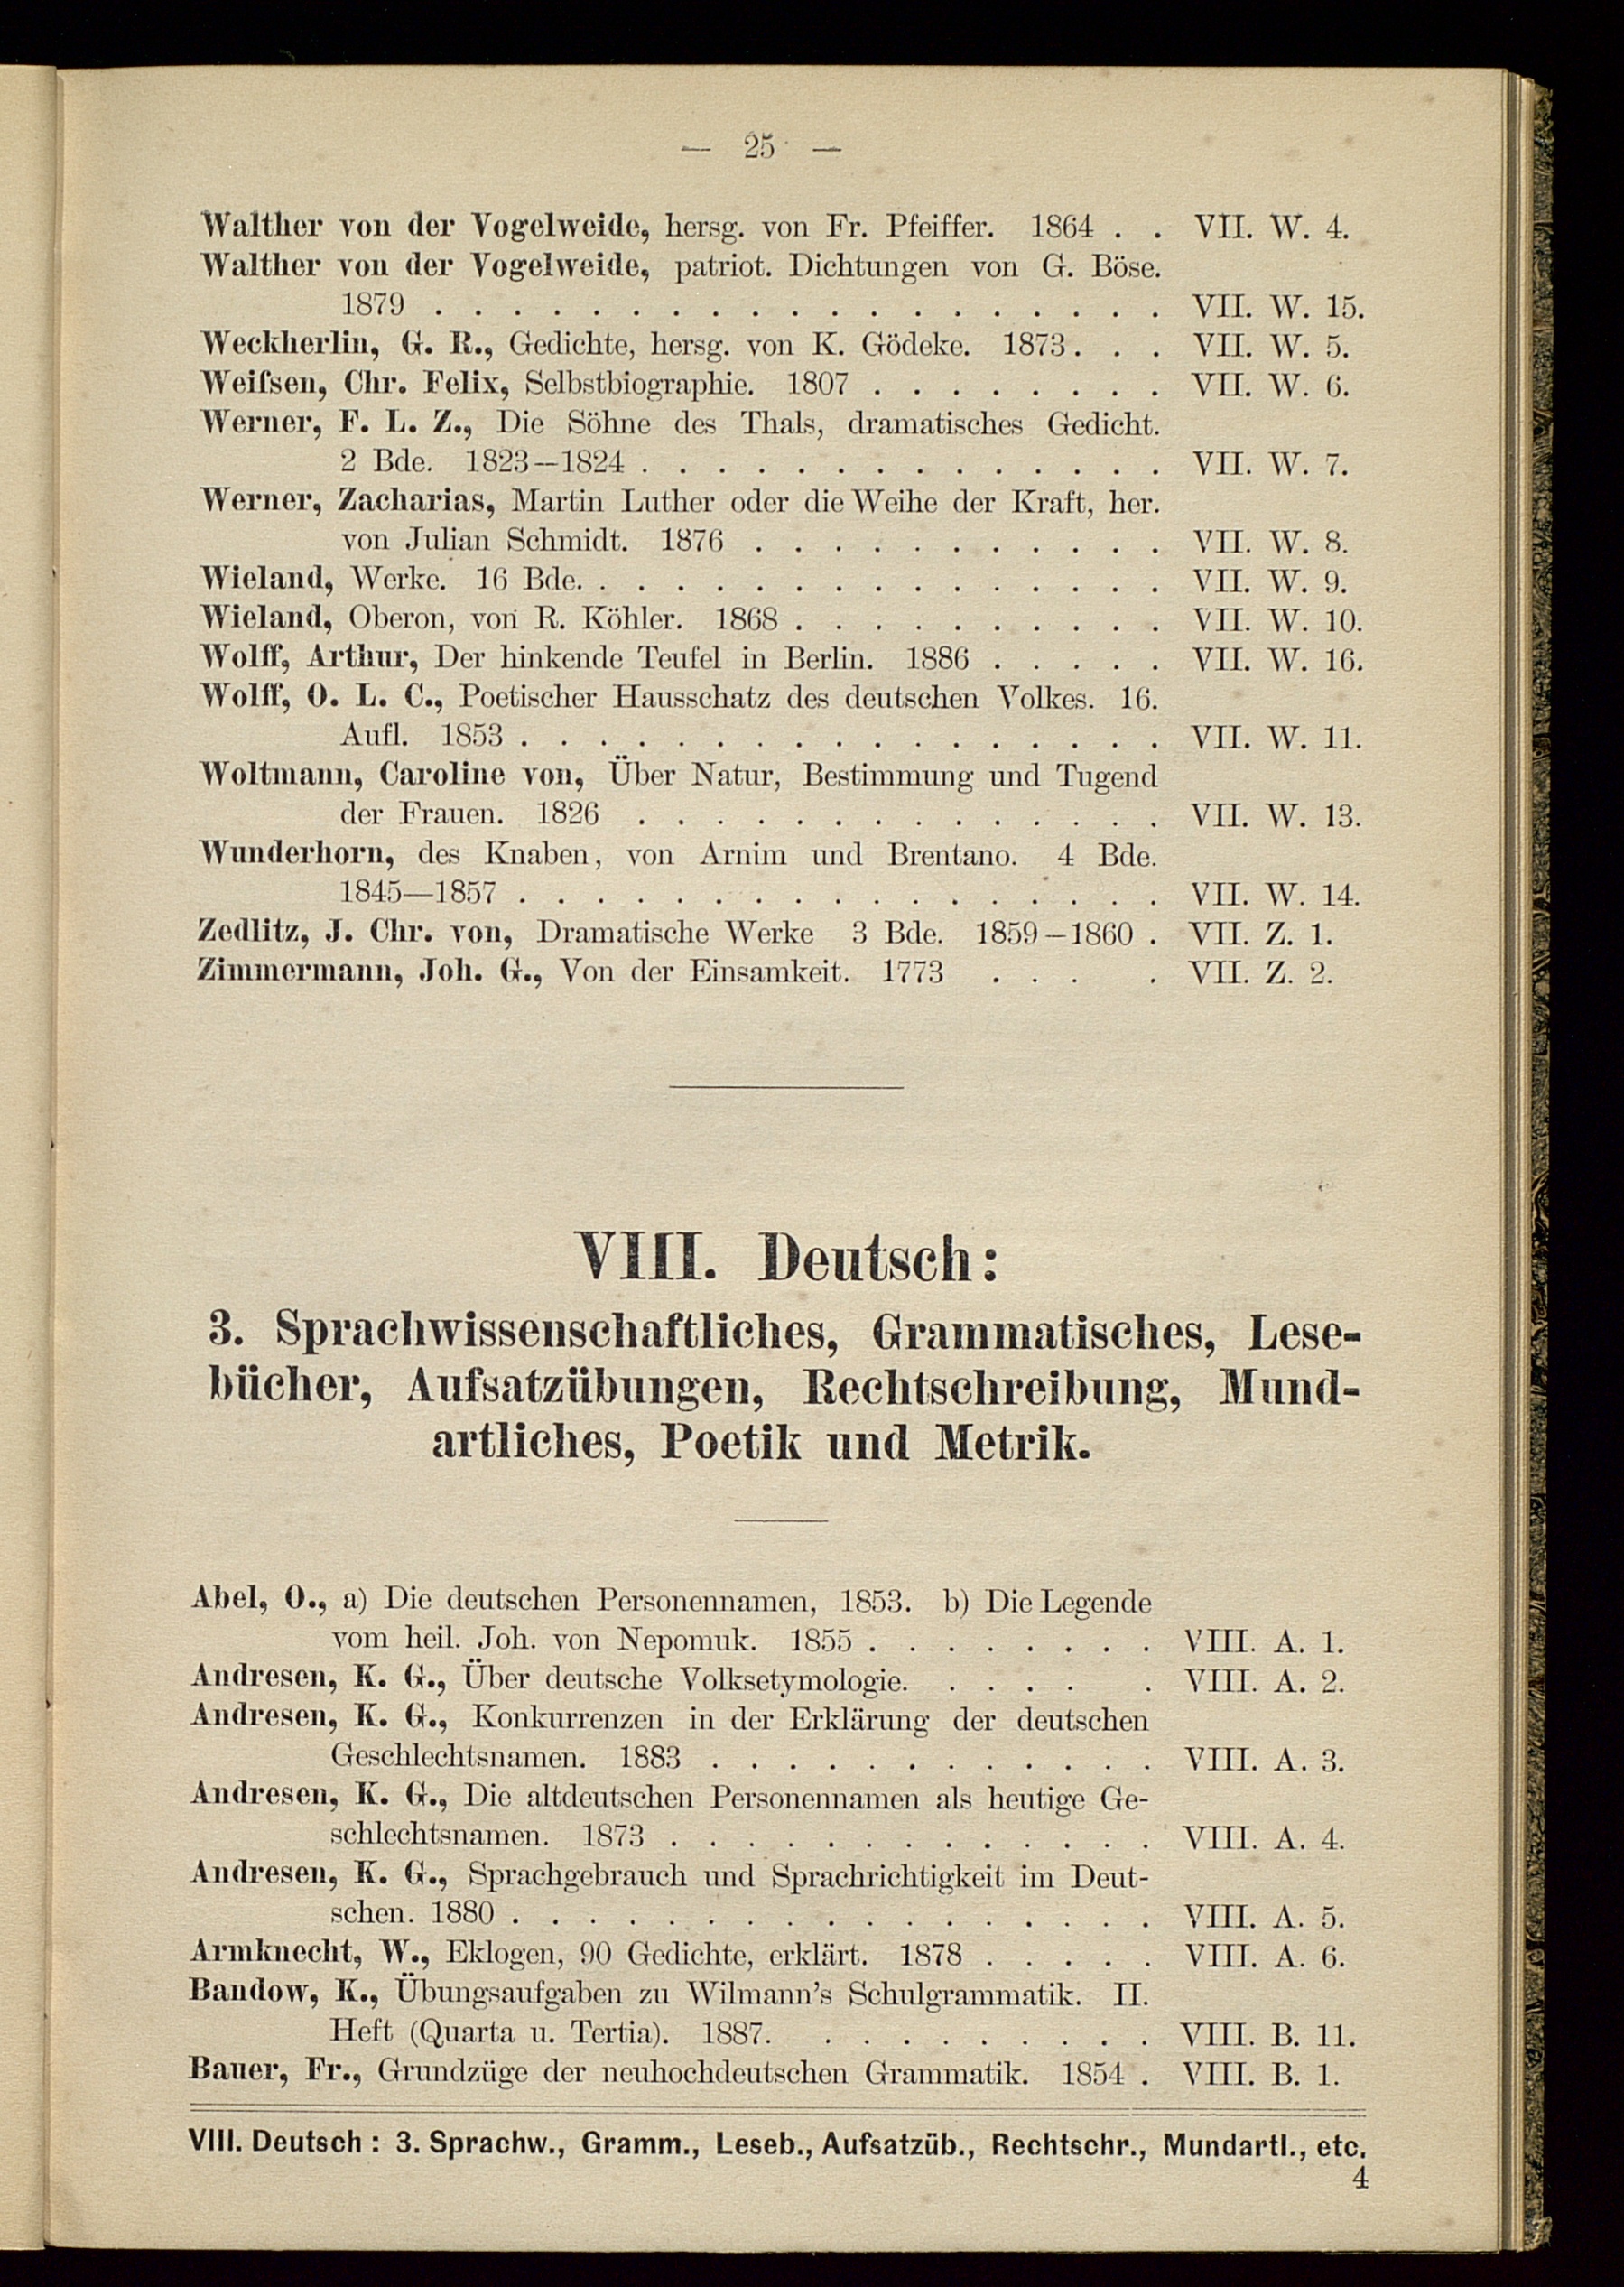 — 25 —
Walther von der Vogelweide, hersg. von Fr. Pfeiffer. 1864 . . VII. W. 4.
Walther von der Vogelweide, patriot. Dichtungen von G. Böse.
1879 . . . . . . . . . . . . . . . . . . . VII. W. 15.
Weckherlin, G. R., Gedichte, hersg. von K. Gödeke. 1873. . . VII. W. 5.
Weifsen, Chr. Felix, Selbstbiographie. 1807 . . . . . . . . VII. W. 6.
Werner, F. L. Z., Die Söhne des Thals, dramatisches Gedicht.
2 Bde. 1823–1824 . . . . . . . . . . . . . . VII. W. 7.
Werner, Zacharias, Martin Luther oder die Weihe der Kraft, her.
von Julian Schmidt. 1876 . . . . . . . . . . . VII. W. 8.
Wieland, Werke. 16 Bde. . . . . . . . . . . . . . . . VII. W. 9.
Wieland, Oberon, von R. Köhler. 1868 . . . . . . . . . . VII. W. 10.
Wolff, Arthur, Der hinkende Teufel in Berlin. 1886 . . . . . VII. W. 16.
Wolff, O. L. C., Poetischer Hausschatz des deutschen Volkes. 16.
Aufl. 1853 . . . . . . . . . . . . . . . . . VII. W. 11.
Woltmann, Caroline von, Über Natur, Bestimmung und Tugend
der Frauen. 1826 . . . . . . . . . . . . . . VII. W. 13.
Wunderhorn, des Knaben, von Arnim und Brentano. 4 Bde.
1845—1857 . . . . . . . . . . . . . . . . . VII. W. 14.
Zedlitz, J. Chr. von, Dramatische Werke 3 Bde. 1859–1860 . VII. Z. 1.
Zimmermann, Joh. G., Von der Einsamkeit. 1773 . . . . VII. Z. 2.
VIII. Deutsch:
3. Sprachwissenschaftliches, Grammatisches, Lese-
bücher, Aufsatzübungen, Rechtschreibung, Mund-
artliches, Poetik und Metrik.
Abel, O., a) Die deutschen Personennamen, 1853. b) Die Legende
vom heil. Joh. von Nepomuk. 1855 . . . . . . . . VIII. A. 1.
Andresen, K. G., Über deutsche Volksetymologie. . . . . . VIII. A. 2.
Andresen, K. G., Konkurrenzen in der Erklärung der deutschen
Geschlechtsnamen. 1883 . . . . . . . . . . . . VIII. A. 3.
Andresen, K. G., Die altdeutschen Personennamen als heutige Ge-
schlechtsnamen. 1873 . . . . . . . . . . . . . VIII. A. 4.
Andresen, K. G., Sprachgebrauch und Sprachrichtigkeit im Deut-
schen. 1880 . . . . . . . . . . . . . . . . . VIII. A. 5.
Armknecht, W., Eklogen, 90 Gedichte, erklärt. 1878 . . . . . VIII. A. 6.
Bandow, K., Übungsaufgaben zu Wilmann's Schulgrammatik. II.
Heft (Quarta u. Tertia). 1887. . . . . . . . . . VIII. B. 11.
Bauer, Fr., Grundzüge der neuhochdeutschen Grammatik. 1854 . VIII. B. 1.
VIII. Deutsch: 3. Sprachw., Gramm., Leseb., Aufsatzüb., Rechtschr., Mundartl., etc.
4